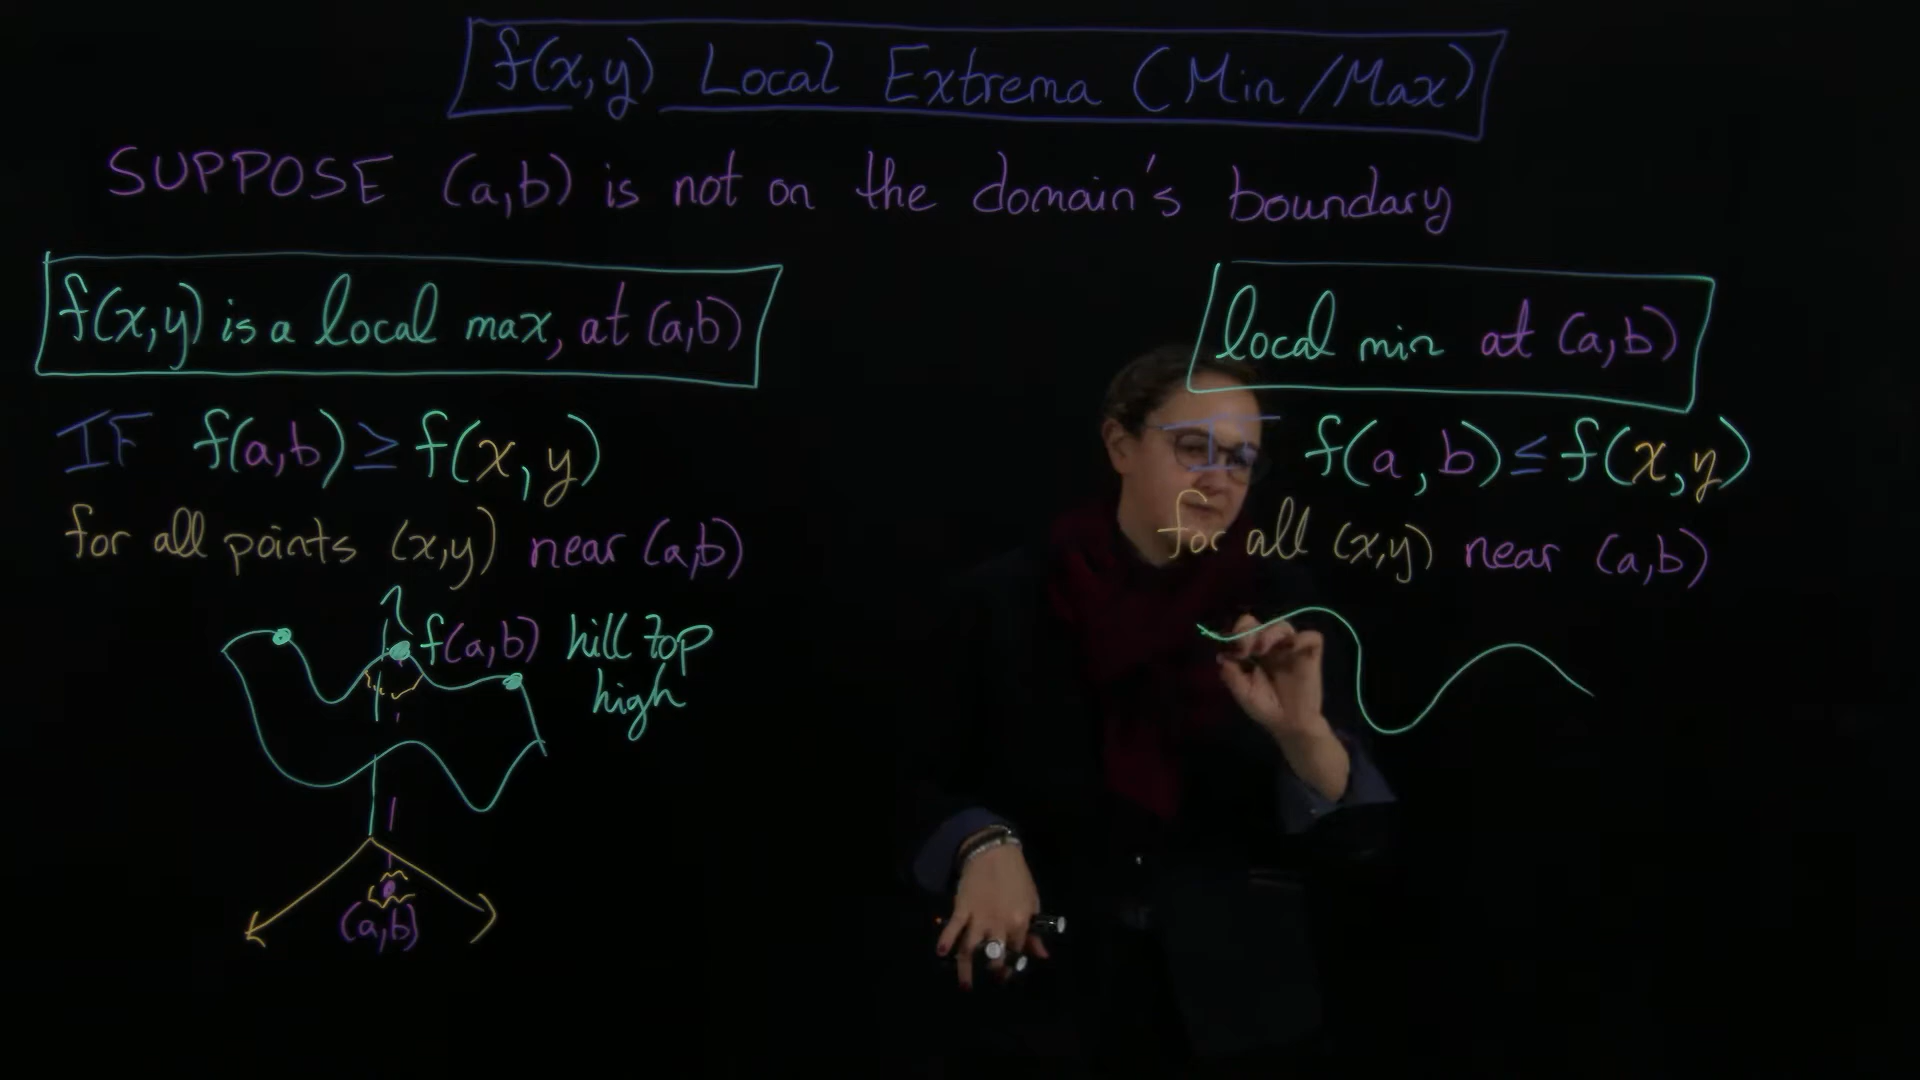 f(x,y) Local Extrema (Min/Max)
SUPPOSE (a,b) is not on the domain's boundary
f(x,y) is a local max, at (a,b)
IF f(a,b) ≥ f(x,y)
for all points (x,y) near (a,b)
f(a,b) hill top
high
(a,b)
local min at (a,b)
IF f(a,b) ≤ f(x,y)
for all (x,y) near (a,b)